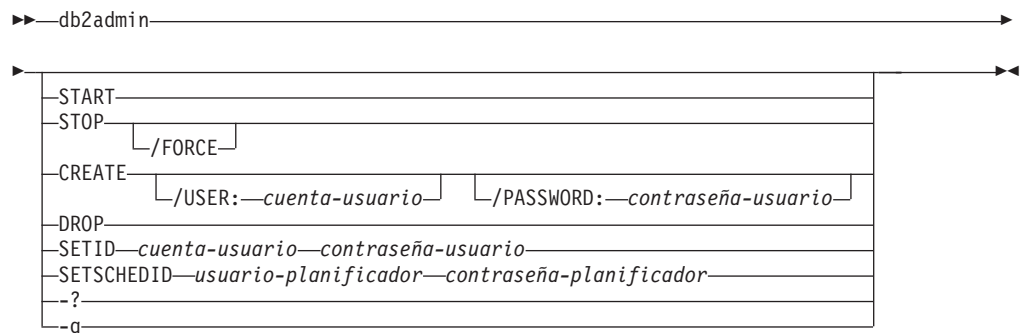 db2admin
START
STOP
/FORCE
CREATE
/USER: cuenta-usuario /PASSWORD: contraseña-usuario
DROP
SETID cuenta-usuario contraseña-usuario
SETSCHEDID usuario-planificador contraseña-planificador
-?
-q